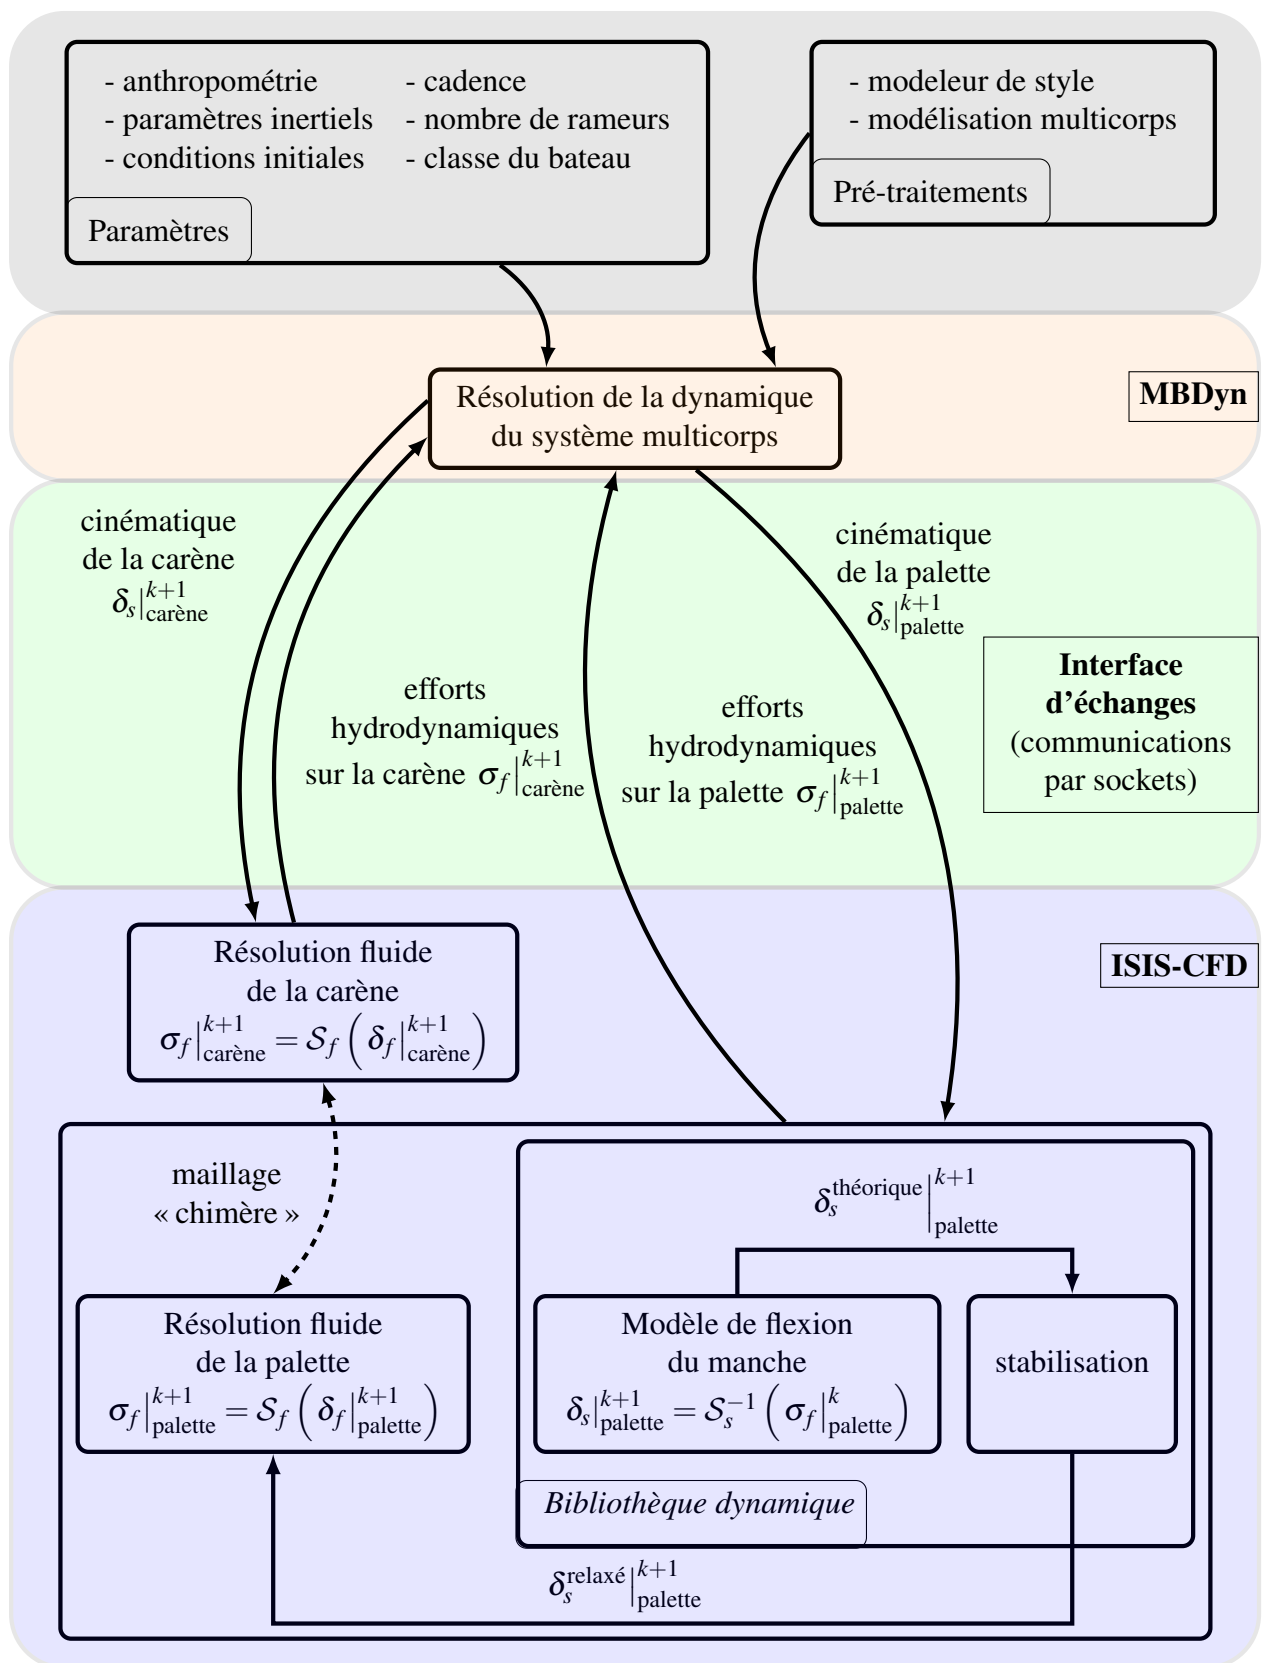 - anthropométrie
- paramètres inertiels
- conditions initiales
- cadence
- nombre de rameurs
- classe du bateau
Paramètres
- modeleur de style
- modélisation multicorps
Pré-traitements
Résolution de la dynamique
du système multicorps
MBDyn
cinématique
de la carène
δ_s|^{k+1}_{carène}
cinématique
de la palette
δ_s|^{k+1}_{palette}
efforts
hydrodynamiques
sur la carène σ_f|^{k+1}_{carène}
efforts
hydrodynamiques
sur la palette σ_f|^{k+1}_{palette}
Interface
d'échanges
(communications
par sockets)
ISIS-CFD
Résolution fluide
de la carène
σ_f|^{k+1}_{carène} = S_f ( δ_f|^{k+1}_{carène} )
maillage
« chimère »
δ_s^{théorique}|^{k+1}_{palette}
Résolution fluide
de la palette
σ_f|^{k+1}_{palette} = S_f ( δ_f|^{k+1}_{palette} )
Modèle de flexion
du manche
δ_s|^{k+1}_{palette} = S_s^{-1} ( σ_f|^{k}_{palette} )
stabilisation
Bibliothèque dynamique
δ_s^{relaxé}|^{k+1}_{palette}